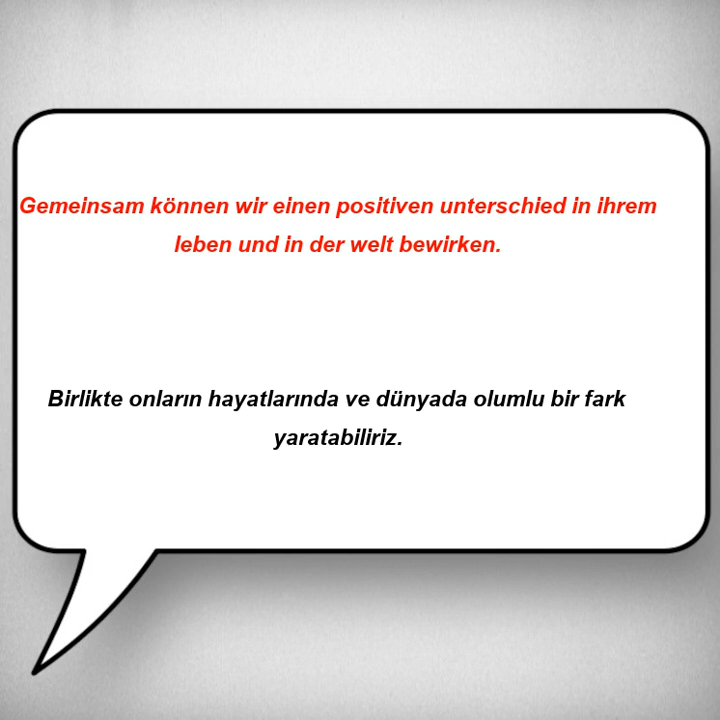 Gemeinsam können wir einen positiven unterschied in ihrem
leben und in der welt bewirken.
Birlikte onların hayatlarında ve dünyada olumlu bir fark
yaratabiliriz.